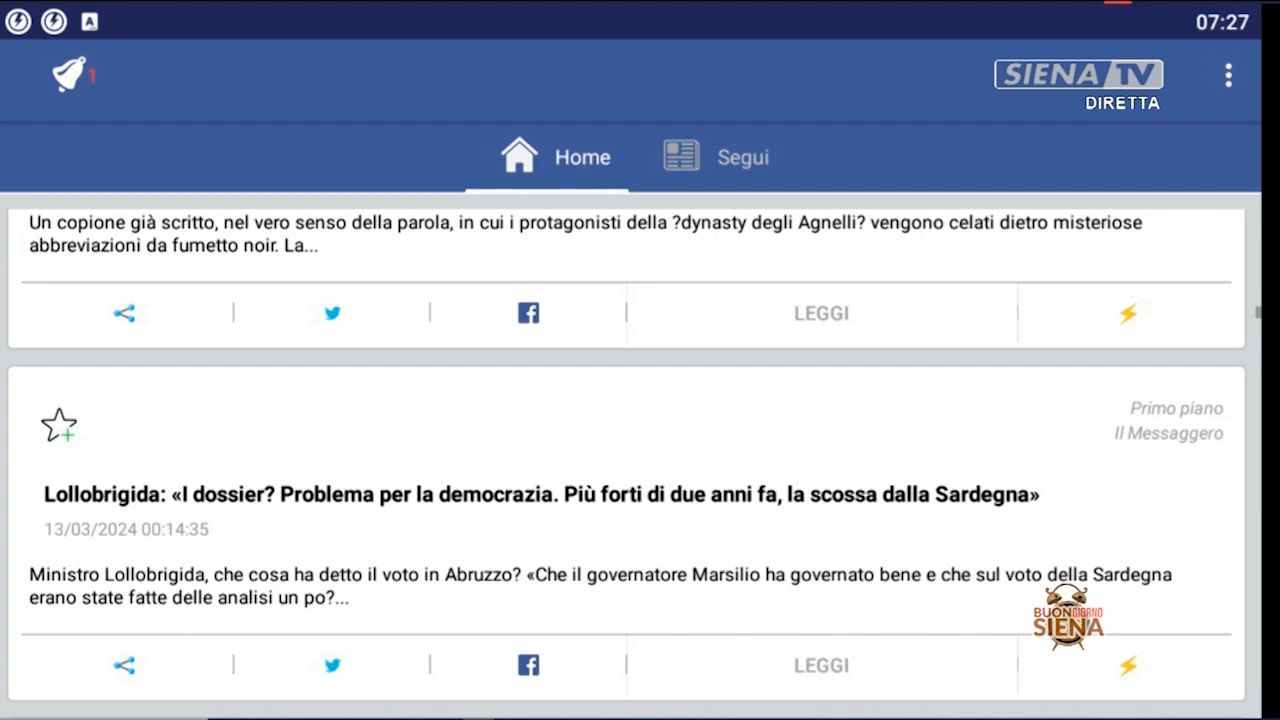 A
07:27
1
SIENA TV
DIRETTA
Home
Segui
Un copione già scritto, nel vero senso della parola, in cui i protagonisti della ?dynasty degli Agnelli? vengono celati dietro misteriose
abbreviazioni da fumetto noir. La...
LEGGI
Primo piano
Il Messaggero
Lollobrigida: «I dossier? Problema per la democrazia. Più forti di due anni fa, la scossa dalla Sardegna»
13/03/2024 00:14:35
Ministro Lollobrigida, che cosa ha detto il voto in Abruzzo? «Che il governatore Marsilio ha governato bene e che sul voto della Sardegna
erano state fatte delle analisi un po?...
BUONGIORNO
SIENA
LEGGI